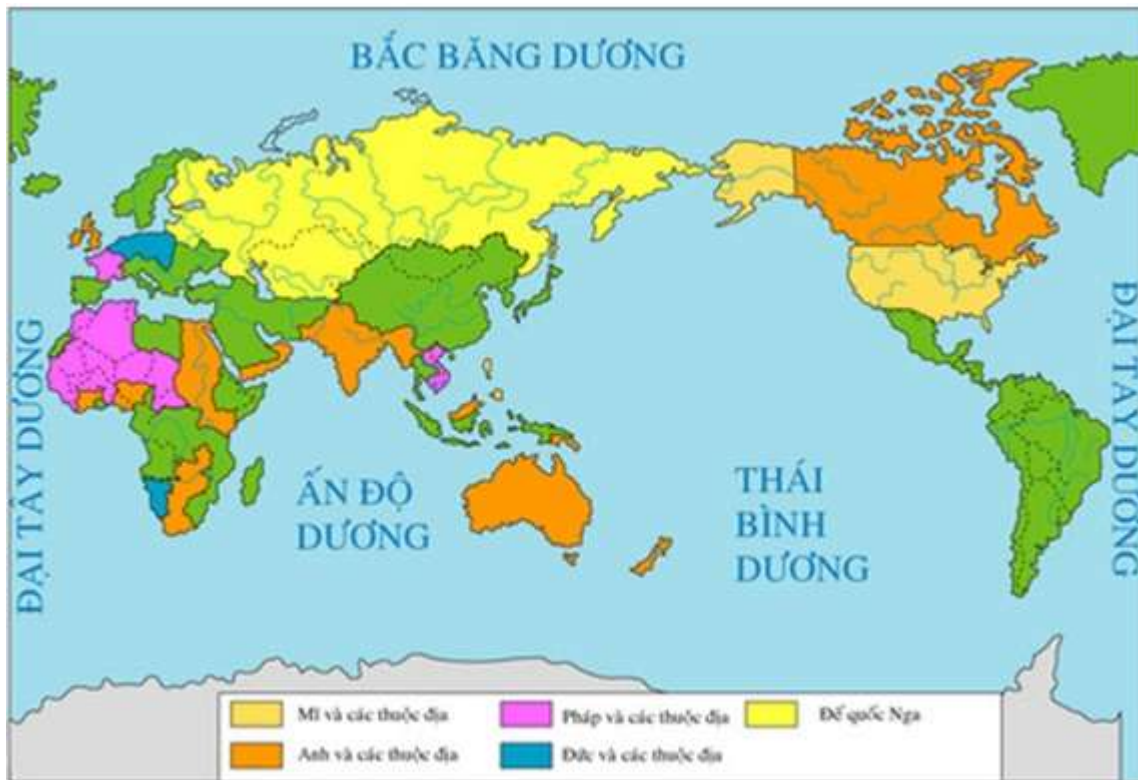 BẮC BĂNG DƯƠNG
ĐẠI TÂY DƯƠNG
ẤN ĐỘ
DƯƠNG
THÁI
BÌNH
DƯƠNG
ĐẠI TÂY DƯƠNG
Mĩ và các thuộc địa
Pháp và các thuộc địa
Đế quốc Nga
Anh và các thuộc địa
Đức và các thuộc địa